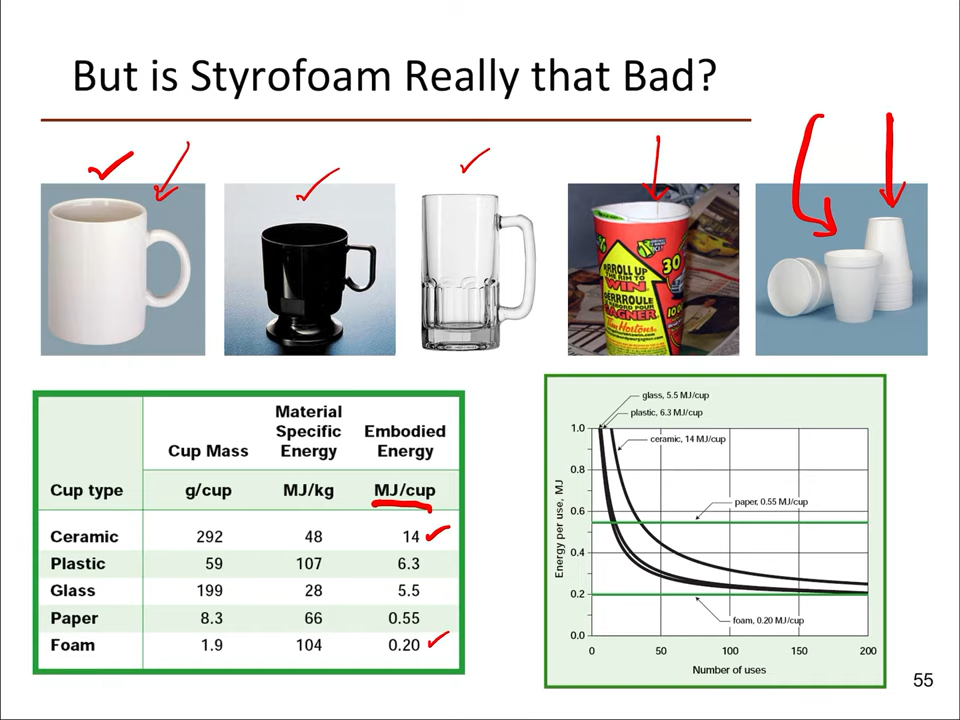 But is Styrofoam Really that Bad?
ARROLL UP
THE RIM TO
WIN
DERRROULE
GAGNER
Tim Hortons
30
Cup type
Cup Mass
Material
Specific
Energy
Embodied
Energy
g/cup MJ/kg MJ/cup
Ceramic 292 48 14
Plastic 59 107 6.3
Glass 199 28 5.5
Paper 8.3 66 0.55
Foam 1.9 104 0.20
glass, 5.5 MJ/cup
plastic, 6.3 MJ/cup
ceramic, 14 MJ/cup
paper, 0.55 MJ/cup
foam, 0.20 MJ/cup
Energy per use, MJ
1.0
0.8
0.6
0.4
0.2
0.0
0 50 100 150 200
Number of uses
55